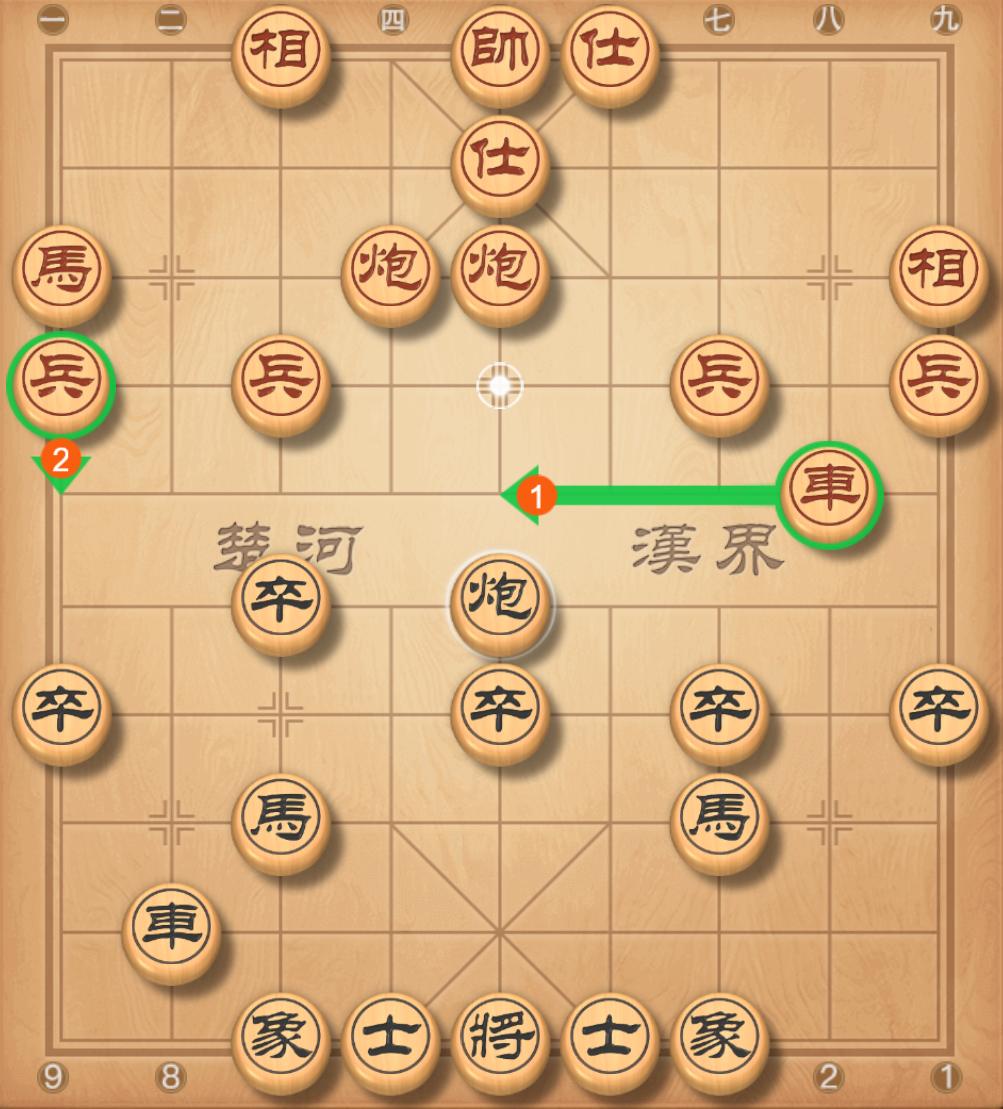 一 二 相 四 帥 仕 七 八 九
仕
馬 炮 炮 相
兵 兵 兵 兵
2
1 車
楚河 漢界
卒 炮
卒 卒 卒 卒
馬 馬
車
象 士 將 士 象
9 8 2 1